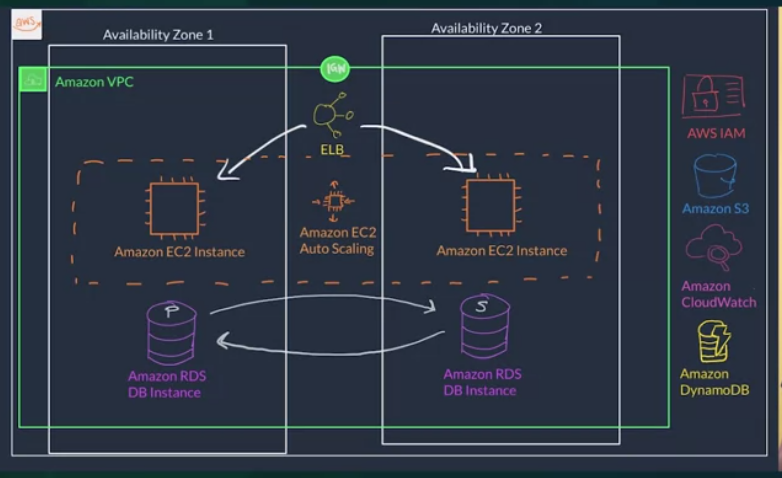 aws
Availability Zone 1
Availability Zone 2
Amazon VPC
IGW
ELB
AWS IAM
Amazon S3
Amazon EC2 Instance
Amazon EC2
Auto Scaling
Amazon EC2 Instance
Amazon
CloudWatch
P
S
Amazon RDS
DB Instance
Amazon RDS
DB Instance
Amazon
DynamoDB